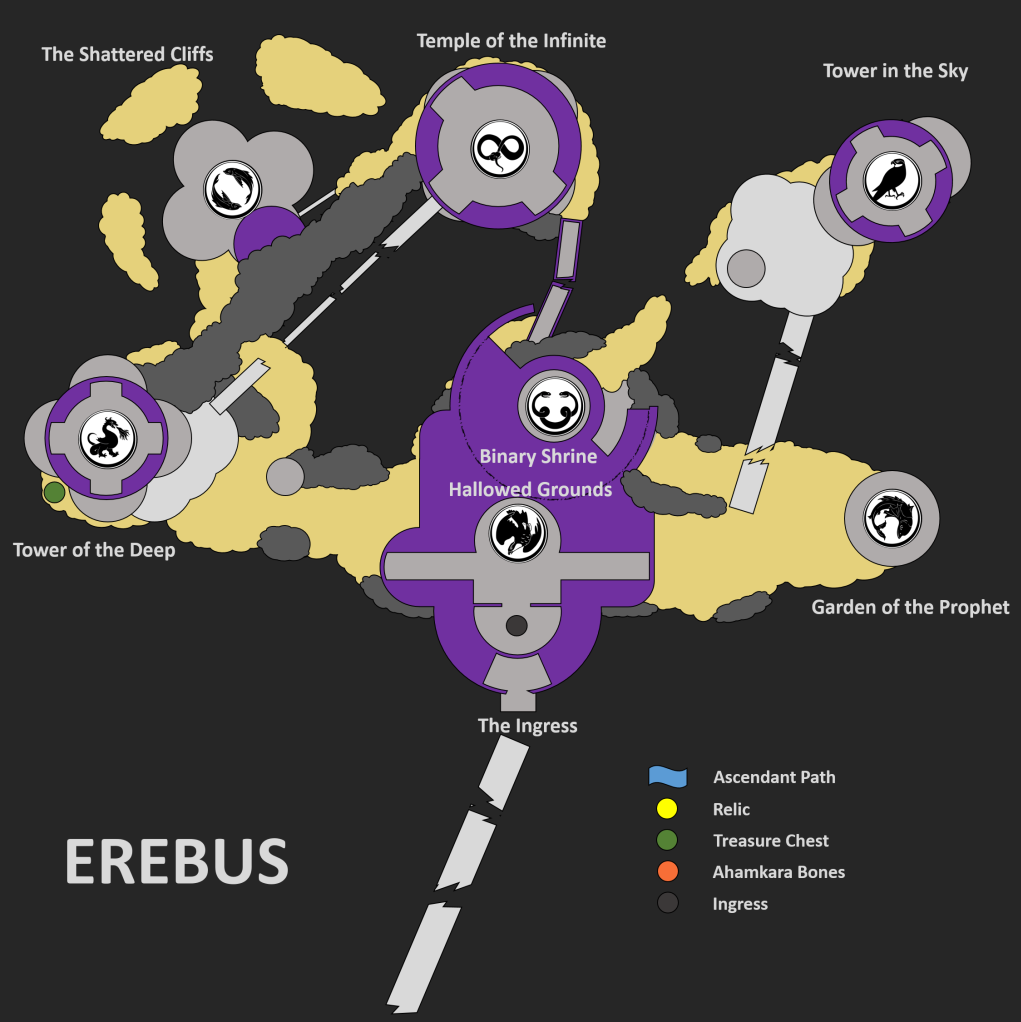 Temple of the Infinite
The Shattered Cliffs
Tower in the Sky
Binary Shrine
Hallowed Grounds
Tower of the Deep
Garden of the Prophet
The Ingress
Ascendant Path
Relic
Treasure Chest
Ahamkara Bones
Ingress
EREBUS